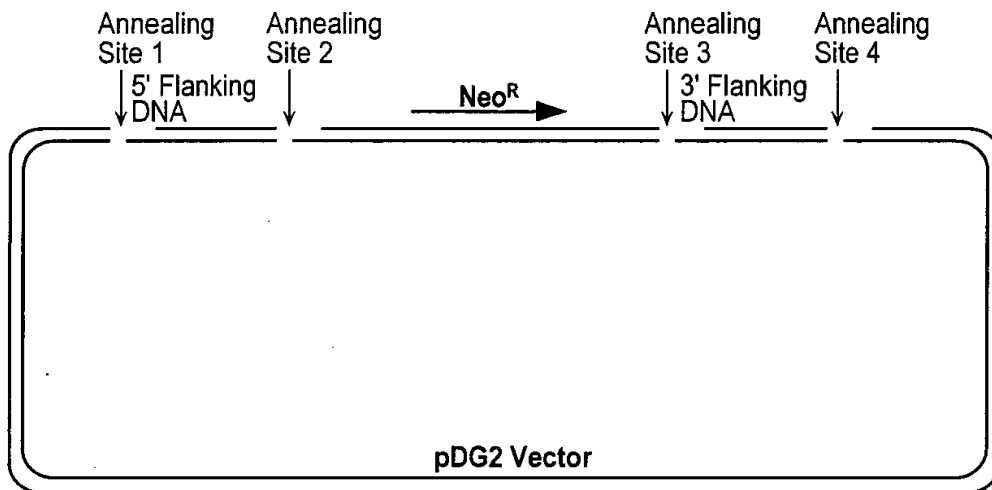 Annealing
Site 1
Annealing
Site 2
Annealing
Site 3
Annealing
Site 4
5' Flanking
DNA
Neo^R
3' Flanking
DNA
pDG2 Vector